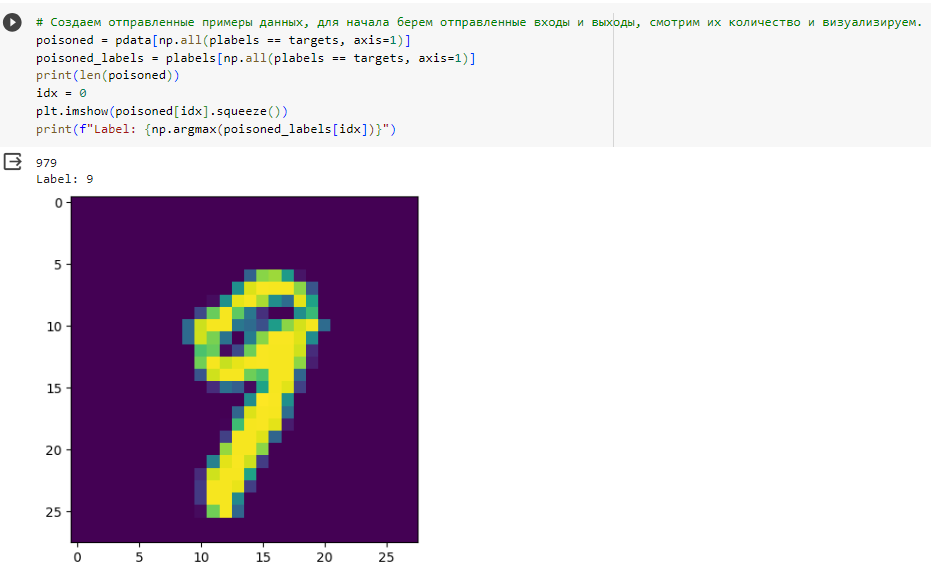 # Создаем отправленные примеры данных, для начала берем отправленные входы и выходы, смотрим их количество и визуализируем.
poisoned = pdata[np.all(plabels == targets, axis=1)]
poisoned_labels = plabels[np.all(plabels == targets, axis=1)]
print(len(poisoned))
idx = 0
plt.imshow(poisoned[idx].squeeze())
print(f"Label: {np.argmax(poisoned_labels[idx])}")
979
Label: 9
0
5
10
15
20
25
0 5 10 15 20 25